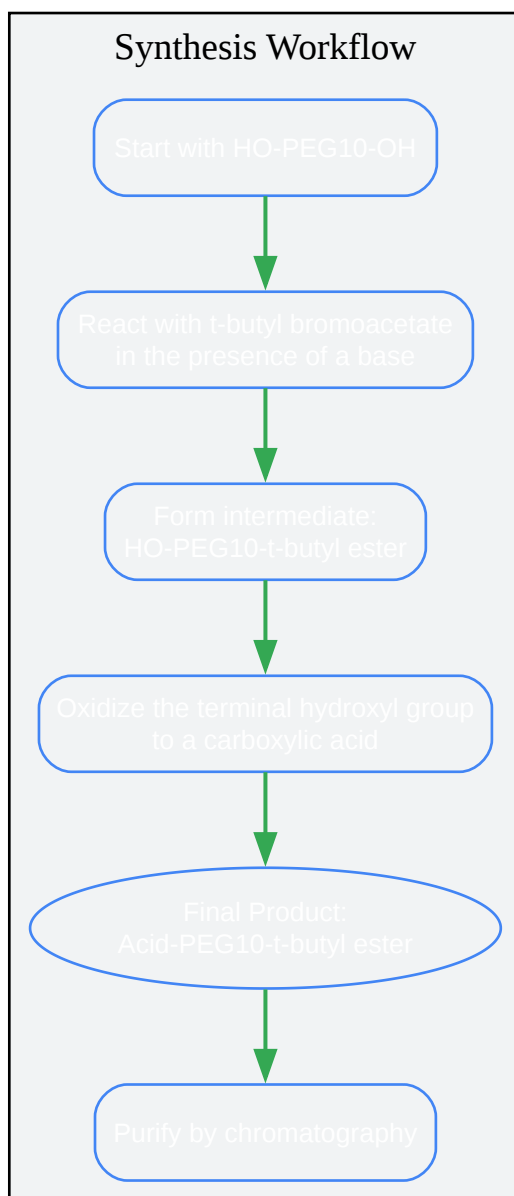 Synthesis Workflow
Start with HO-PEG10-OH
React with t-butyl bromoacetate
in the presence of a base
Form intermediate:
HO-PEG10-t-butyl ester
Oxidize the terminal hydroxyl group
to a carboxylic acid
Final Product:
Acid-PEG10-t-butyl ester
Purify by chromatography